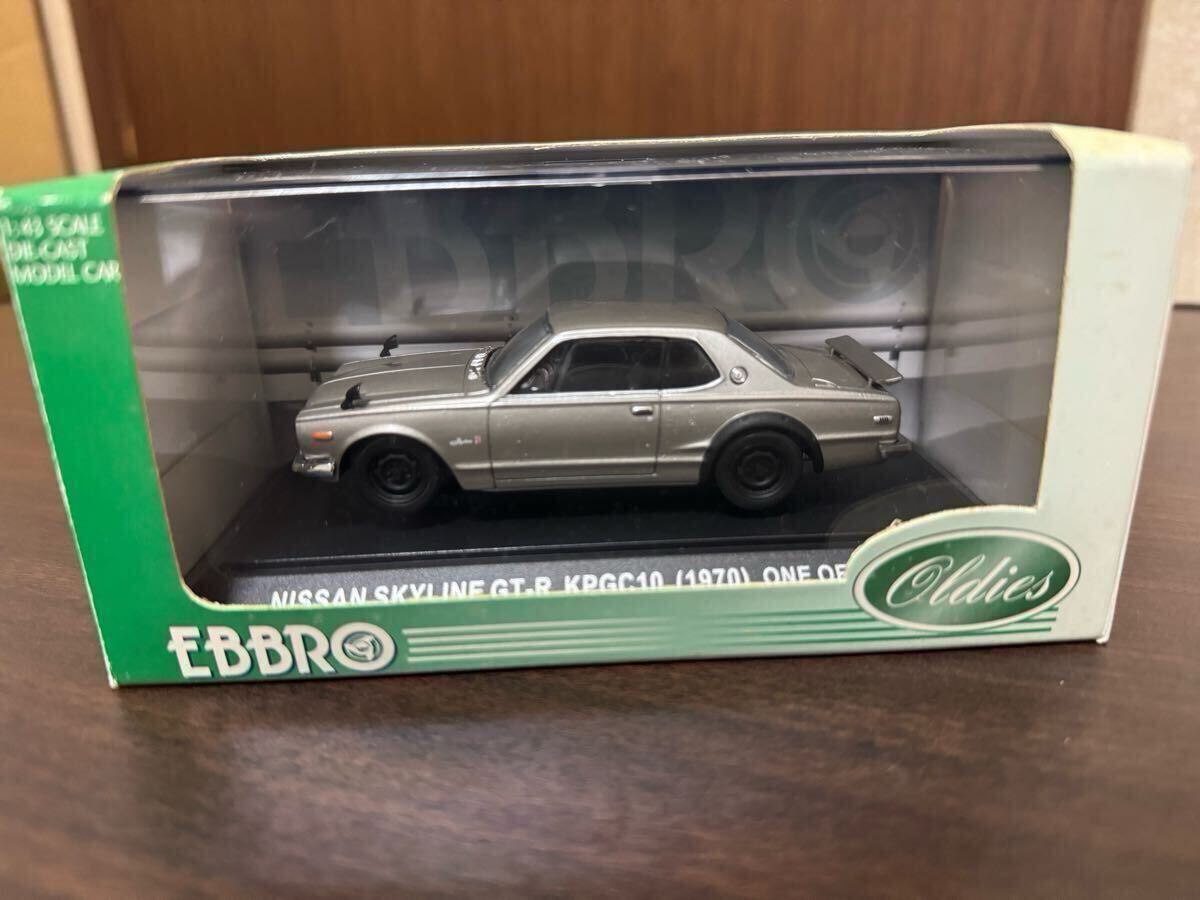 1:43 SCALE
DIE-CAST
MODEL CAR
EBBRO
NISSAN SKYLINE GT-R KPGC10 (1970) ONE OF
Oldies
EBBRO